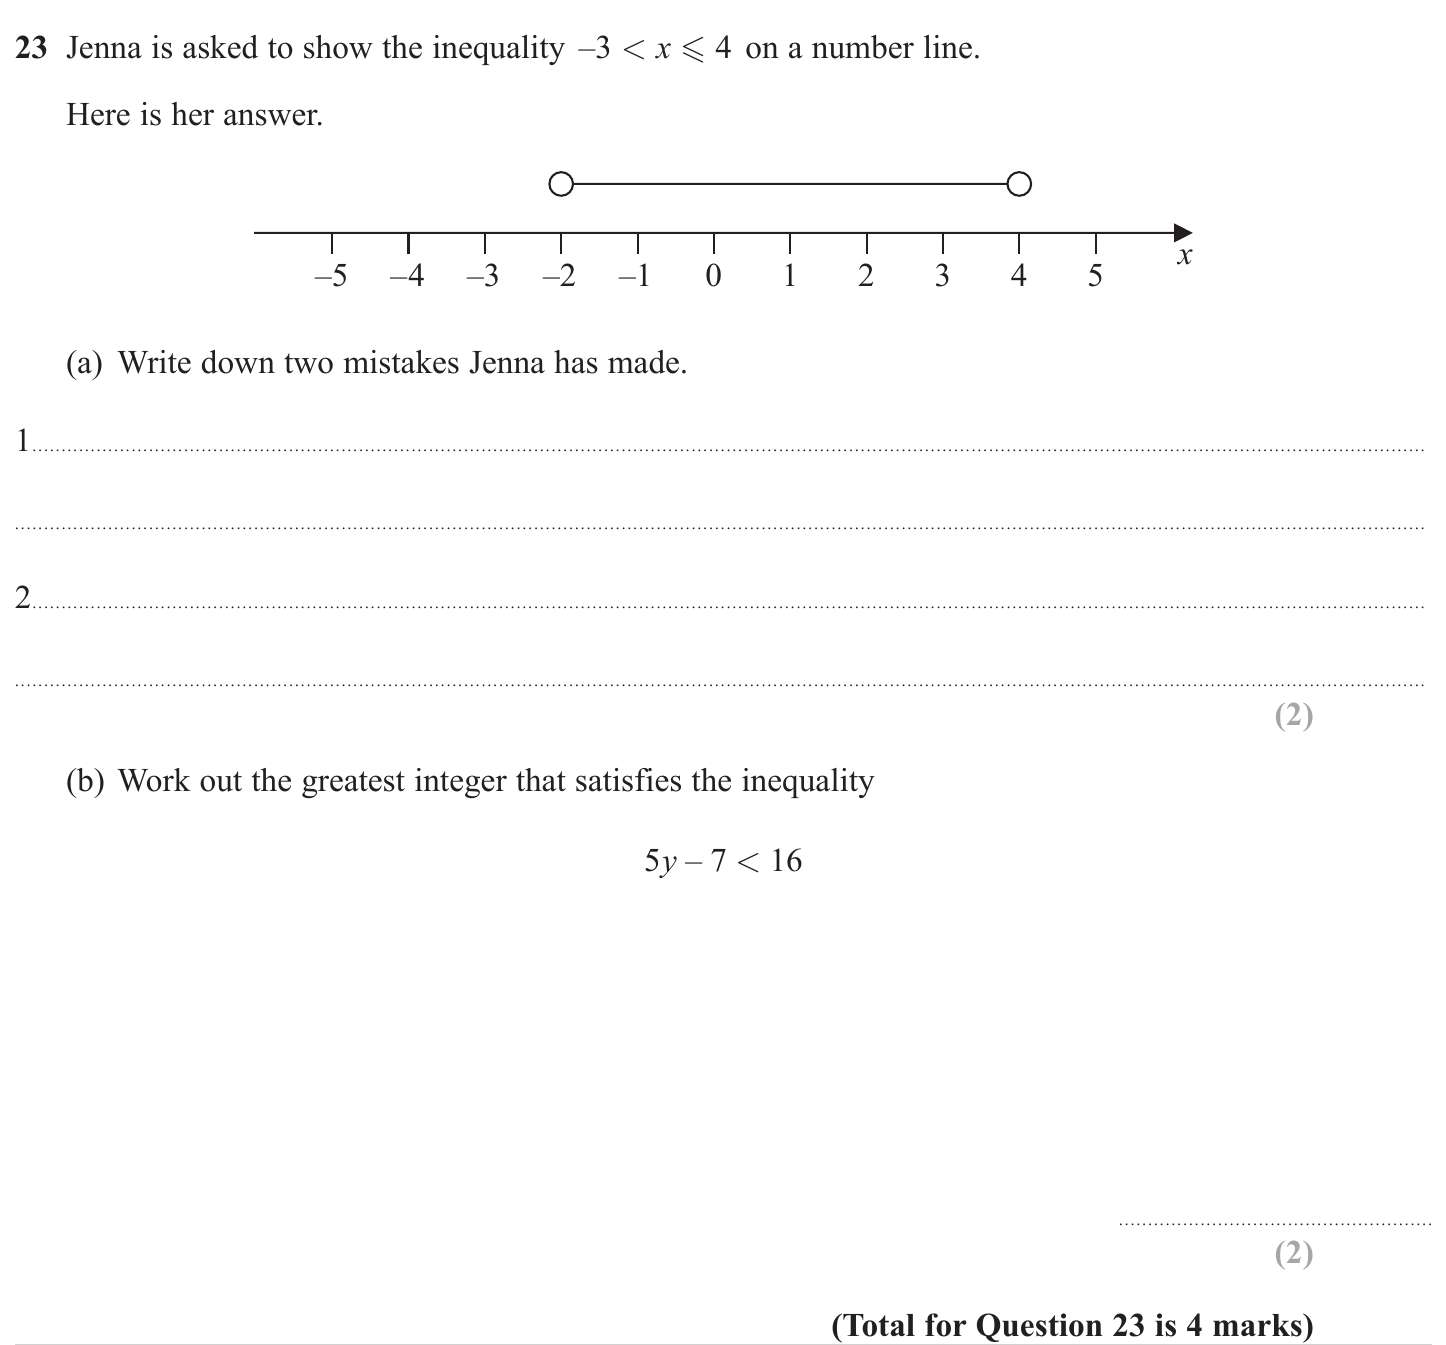 23 Jenna is asked to show the inequality –3 < x ⩽ 4 on a number line.
Here is her answer.
–5 –4 –3 –2 –1 0 1 2 3 4 5 x
(a) Write down two mistakes Jenna has made.
1
2
(2)
(b) Work out the greatest integer that satisfies the inequality
5y – 7 < 16
(2)
(Total for Question 23 is 4 marks)